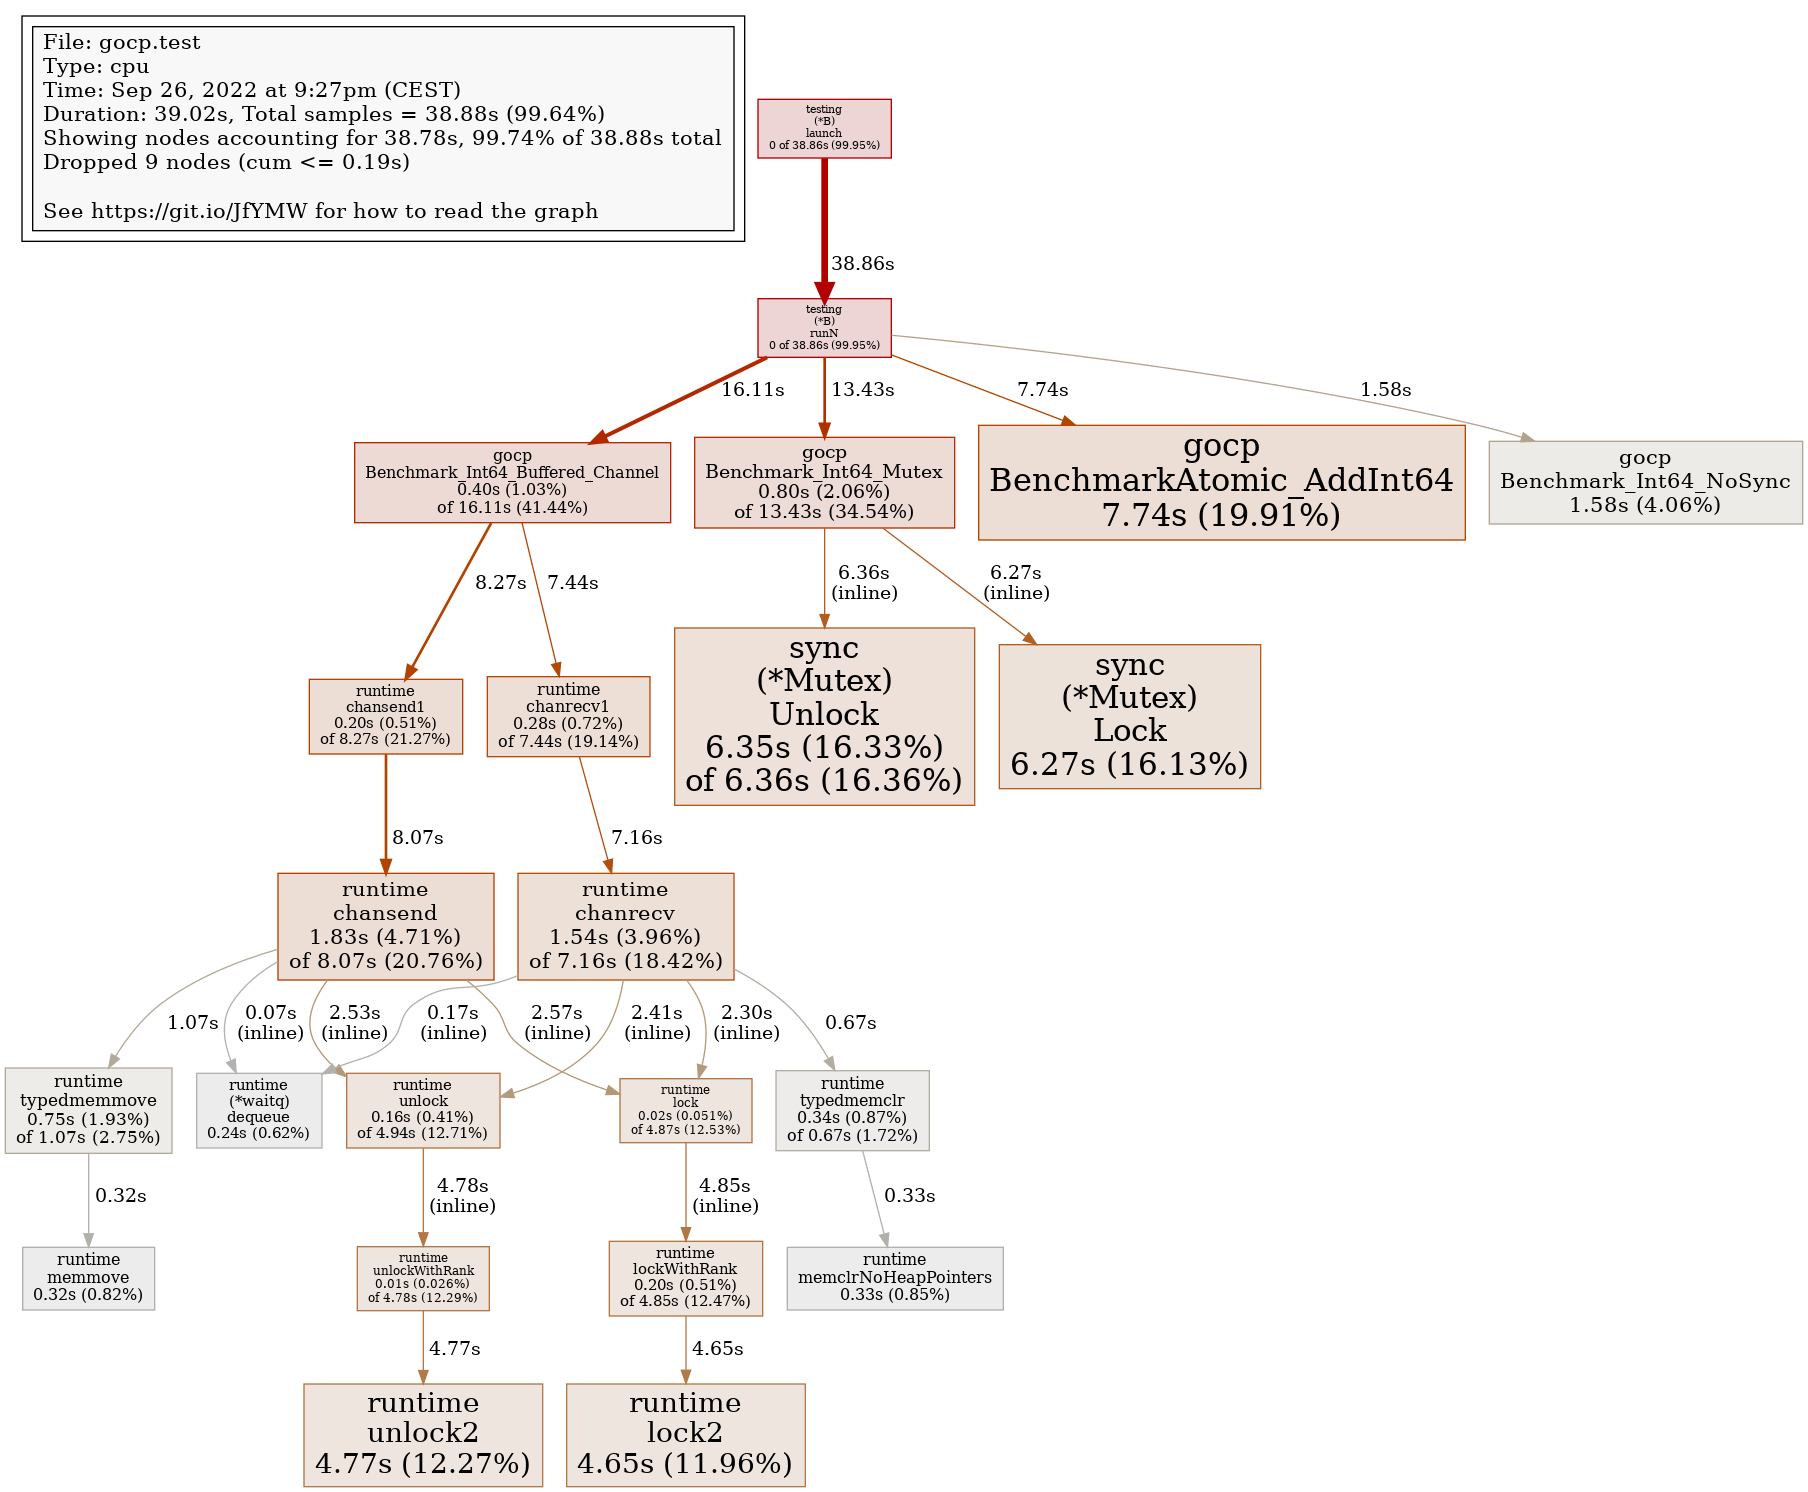 File: gocp.test
Type: cpu
Time: Sep 26, 2022 at 9:27pm (CEST)
Duration: 39.02s, Total samples = 38.88s (99.64%)
Showing nodes accounting for 38.78s, 99.74% of 38.88s total
Dropped 9 nodes (cum <= 0.19s)
See https://git.io/JfYMW for how to read the graph
testing
(*B)
launch
0 of 38.86s (99.95%)
38.86s
testing
(*B)
runN
0 of 38.86s (99.95%)
16.11s
13.43s
7.74s
1.58s
gocp
Benchmark_Int64_Buffered_Channel
0.40s (1.03%)
of 16.11s (41.44%)
gocp
Benchmark_Int64_Mutex
0.80s (2.06%)
of 13.43s (34.54%)
gocp
BenchmarkAtomic_AddInt64
7.74s (19.91%)
gocp
Benchmark_Int64_NoSync
1.58s (4.06%)
8.27s
7.44s
6.36s
(inline)
6.27s
(inline)
runtime
chansend1
0.20s (0.51%)
of 8.27s (21.27%)
runtime
chanrecv1
0.28s (0.72%)
of 7.44s (19.14%)
sync
(*Mutex)
Unlock
6.35s (16.33%)
of 6.36s (16.36%)
sync
(*Mutex)
Lock
6.27s (16.13%)
8.07s
7.16s
runtime
chansend
1.83s (4.71%)
of 8.07s (20.76%)
runtime
chanrecv
1.54s (3.96%)
of 7.16s (18.42%)
1.07s
0.07s
(inline)
2.53s
(inline)
0.17s
(inline)
2.57s
(inline)
2.41s
(inline)
2.30s
(inline)
0.67s
runtime
typedmemmove
0.75s (1.93%)
of 1.07s (2.75%)
runtime
(*waitq)
dequeue
0.24s (0.62%)
runtime
unlock
0.16s (0.41%)
of 4.94s (12.71%)
runtime
lock
0.02s (0.051%)
of 4.87s (12.53%)
runtime
typedmemclr
0.34s (0.87%)
of 0.67s (1.72%)
0.32s
4.78s
(inline)
4.85s
(inline)
0.33s
runtime
memmove
0.32s (0.82%)
runtime
unlockWithRank
0.01s (0.026%)
of 4.78s (12.29%)
runtime
lockWithRank
0.20s (0.51%)
of 4.85s (12.47%)
runtime
memclrNoHeapPointers
0.33s (0.85%)
4.77s
4.65s
runtime
unlock2
4.77s (12.27%)
runtime
lock2
4.65s (11.96%)